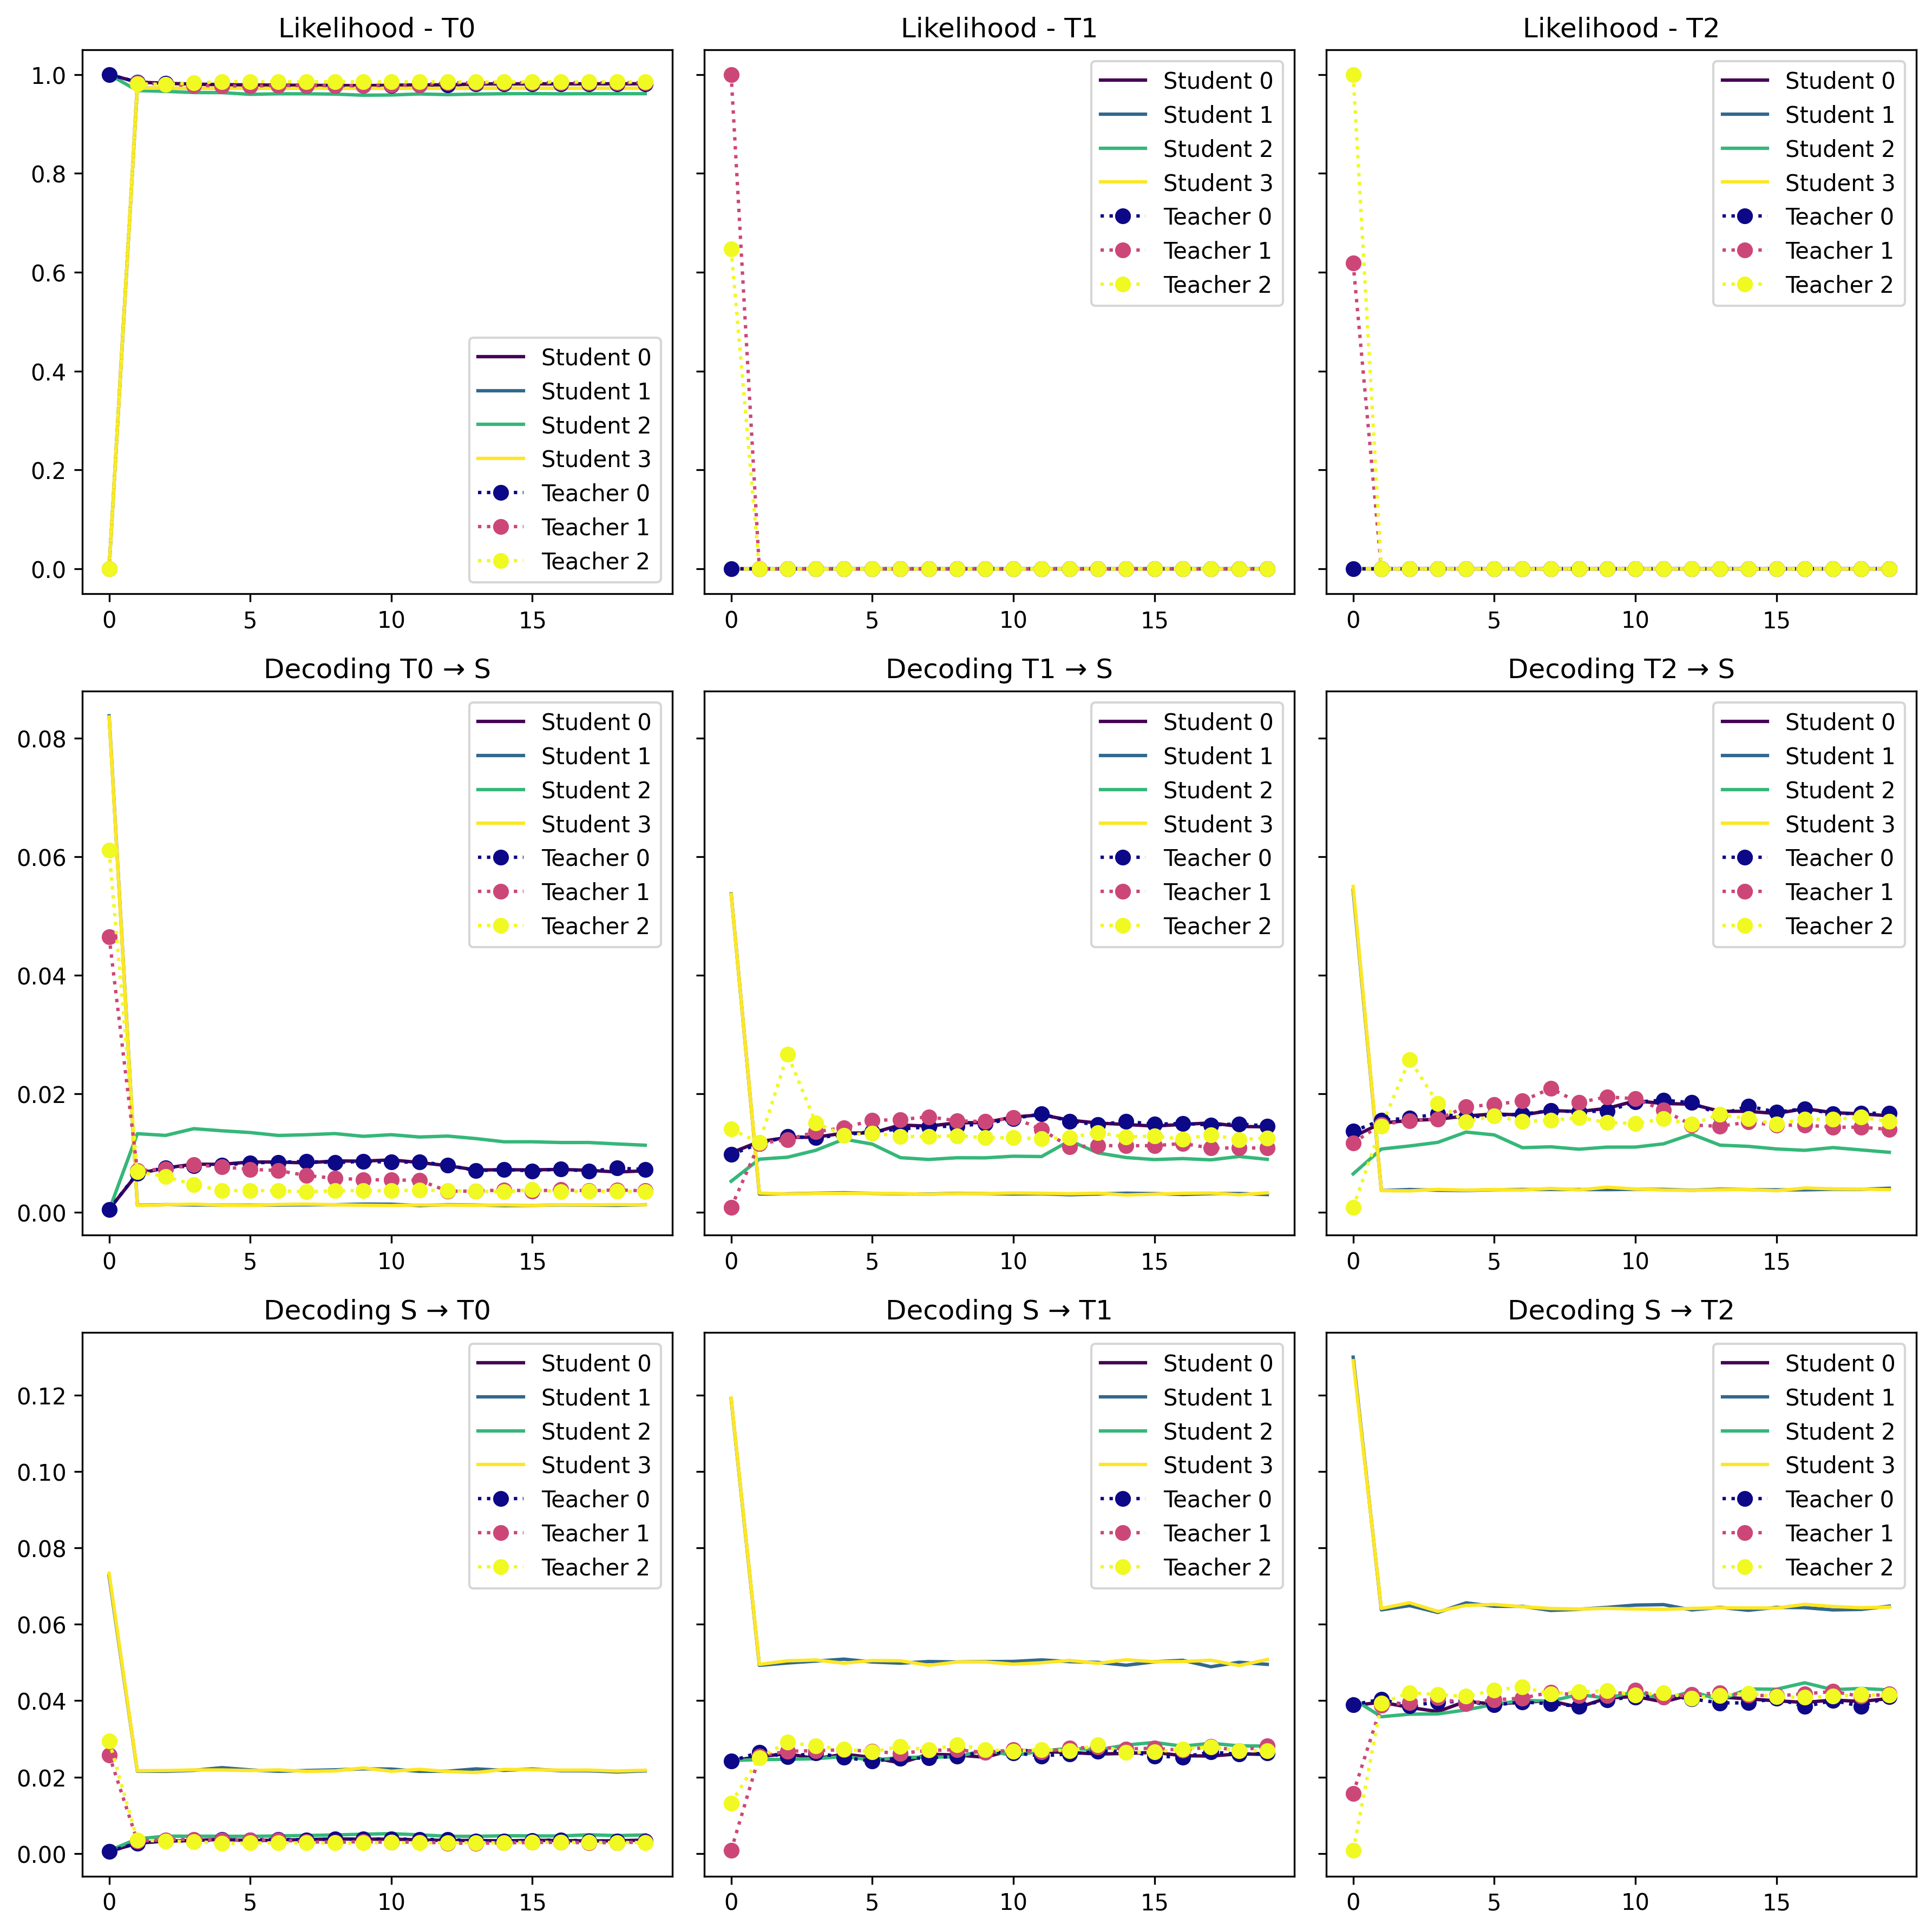 Likelihood - T0
1.0
0.8
0.6
0.4
0.2
0.0
0 5 10 15
Student 0
Student 1
Student 2
Student 3
Teacher 0
Teacher 1
Teacher 2
Likelihood - T1
0 5 10 15
Student 0
Student 1
Student 2
Student 3
Teacher 0
Teacher 1
Teacher 2
Likelihood - T2
0 5 10 15
Student 0
Student 1
Student 2
Student 3
Teacher 0
Teacher 1
Teacher 2
Decoding T0 → S
0.08
0.06
0.04
0.02
0.00
0 5 10 15
Student 0
Student 1
Student 2
Student 3
Teacher 0
Teacher 1
Teacher 2
Decoding T1 → S
0 5 10 15
Student 0
Student 1
Student 2
Student 3
Teacher 0
Teacher 1
Teacher 2
Decoding T2 → S
0 5 10 15
Student 0
Student 1
Student 2
Student 3
Teacher 0
Teacher 1
Teacher 2
Decoding S → T0
0.12
0.10
0.08
0.06
0.04
0.02
0.00
0 5 10 15
Student 0
Student 1
Student 2
Student 3
Teacher 0
Teacher 1
Teacher 2
Decoding S → T1
0 5 10 15
Student 0
Student 1
Student 2
Student 3
Teacher 0
Teacher 1
Teacher 2
Decoding S → T2
0 5 10 15
Student 0
Student 1
Student 2
Student 3
Teacher 0
Teacher 1
Teacher 2